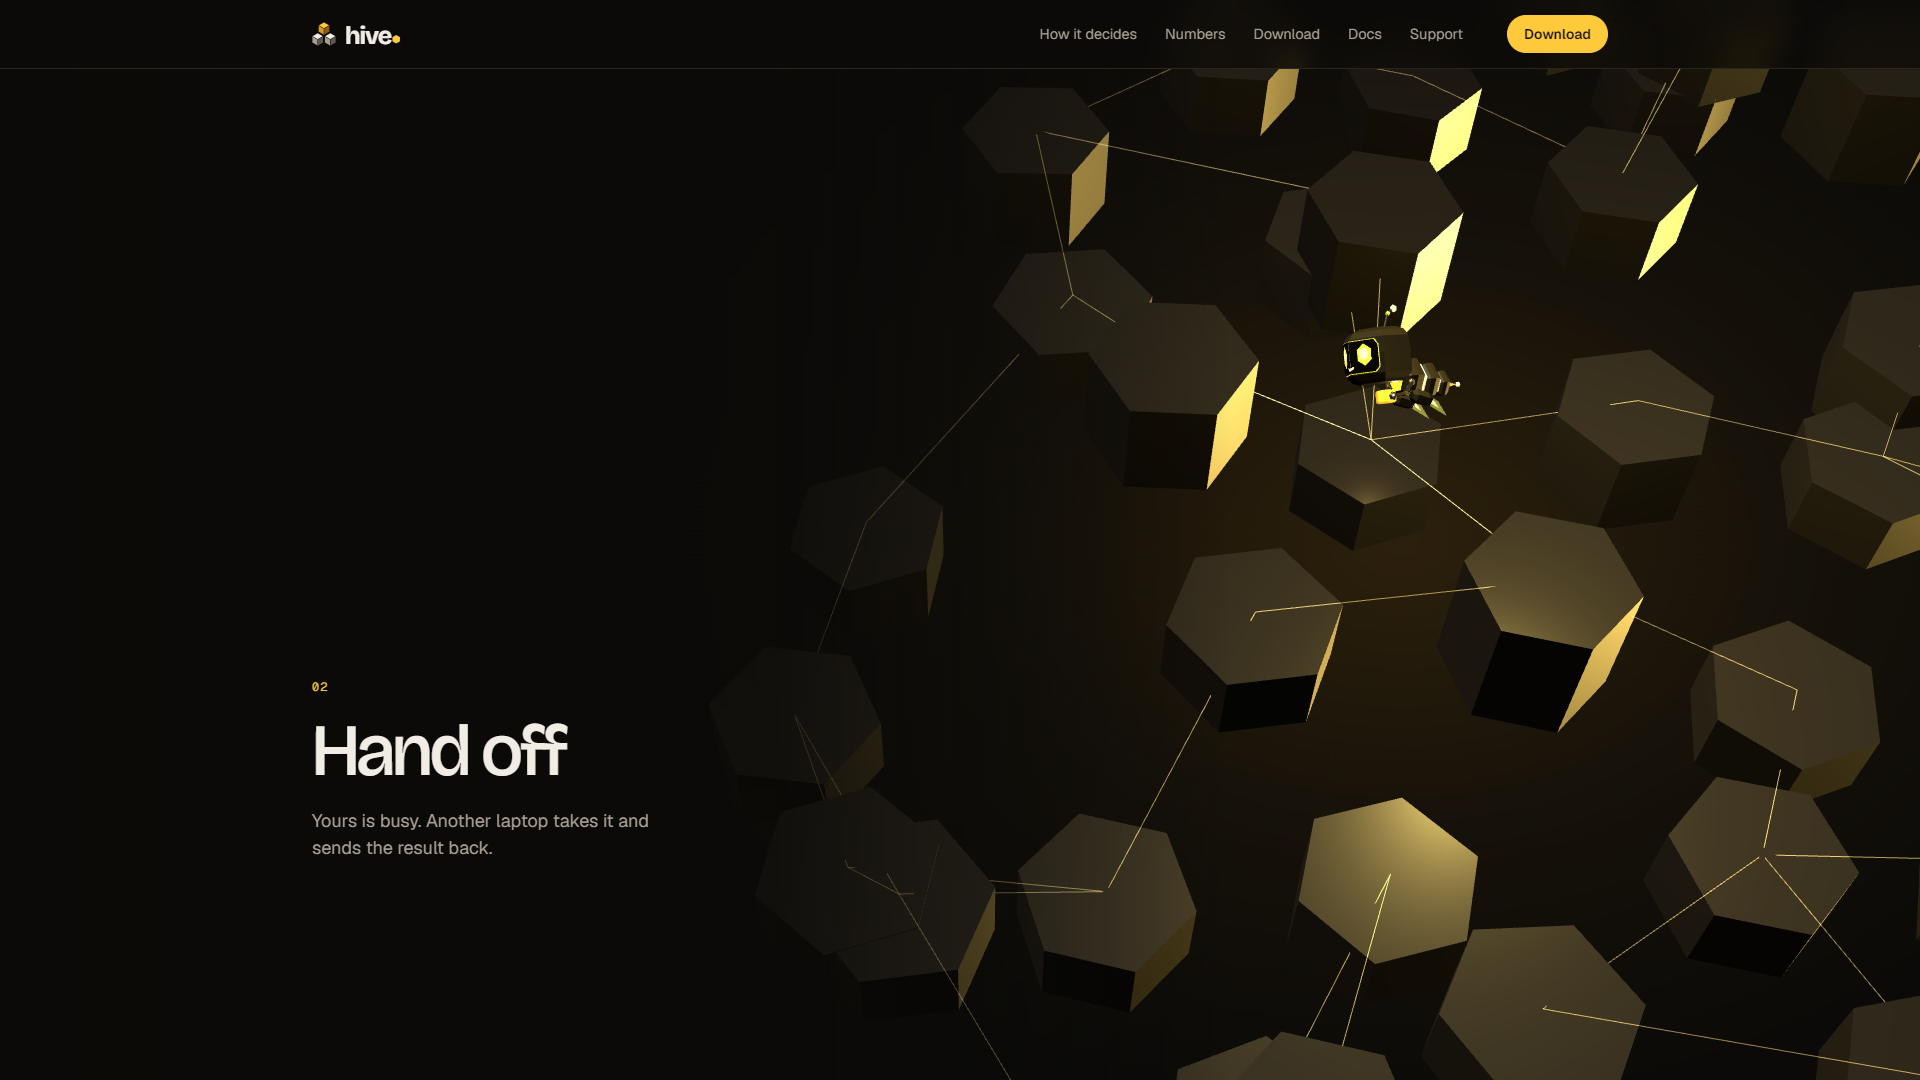 hive
How it decides
Numbers
Download
Docs
Support
Download
02
Hand off
Yours is busy. Another laptop takes it and
sends the result back.